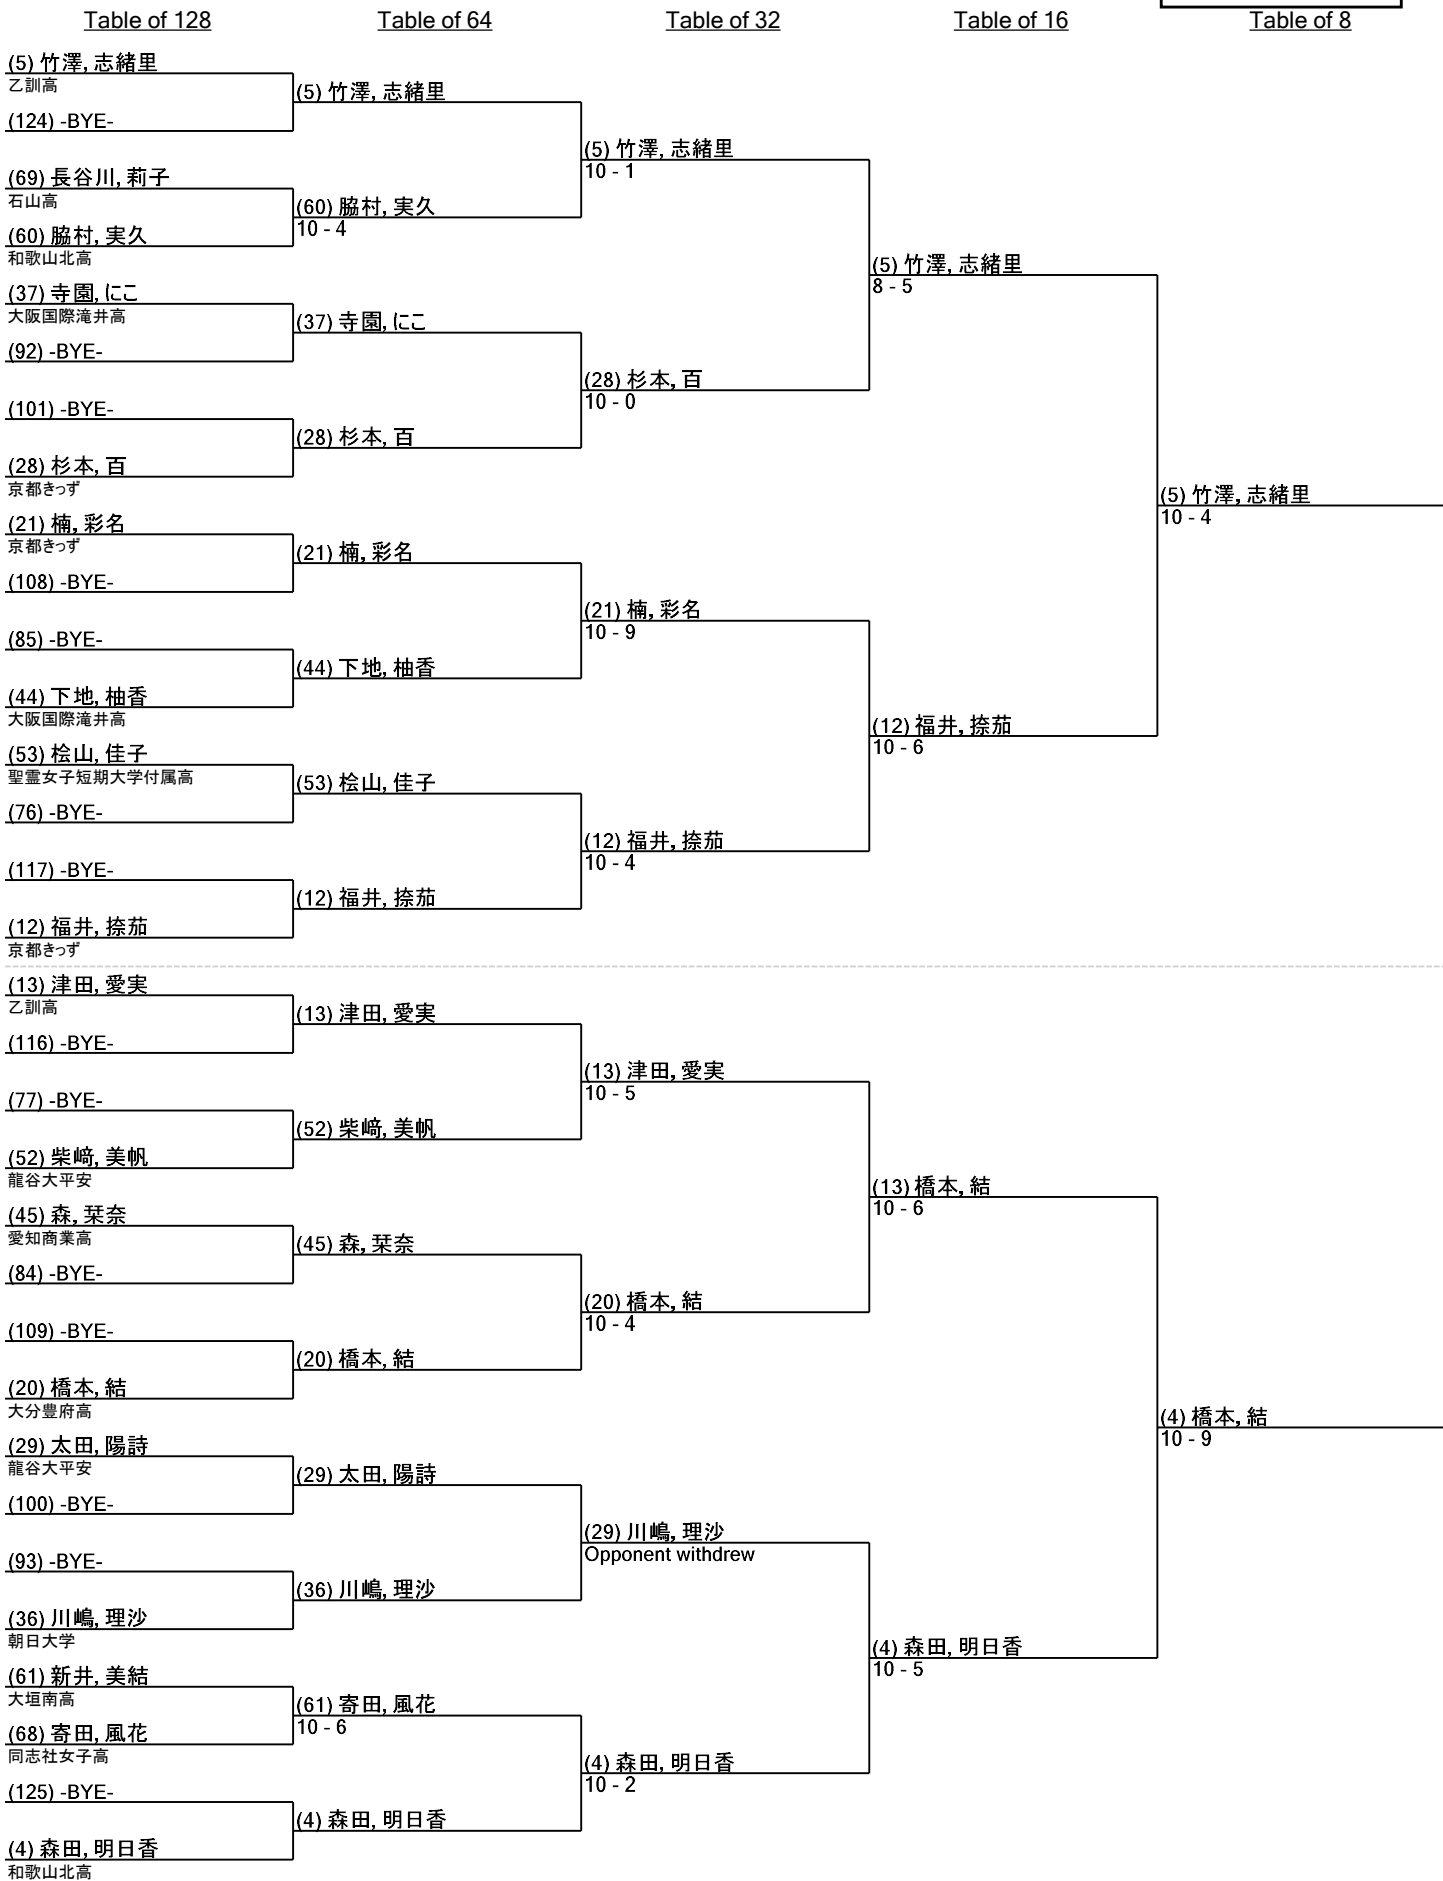 Table of 128
Table of 64
Table of 32
Table of 16
Table of 8
(5) 竹澤, 志緒里
乙訓高
(5) 竹澤, 志緒里
(124) -BYE-
(5) 竹澤, 志緒里
10 - 1
(69) 長谷川, 莉子
石山高
(60) 脇村, 実久
10 - 4
(60) 脇村, 実久
和歌山北高
(5) 竹澤, 志緒里
8 - 5
(37) 寺園, にこ
大阪国際滝井高
(37) 寺園, にこ
(92) -BYE-
(28) 杉本, 百
10 - 0
(101) -BYE-
(28) 杉本, 百
(28) 杉本, 百
京都きっず
(5) 竹澤, 志緒里
10 - 4
(21) 楠, 彩名
京都きっず
(21) 楠, 彩名
(108) -BYE-
(21) 楠, 彩名
10 - 9
(85) -BYE-
(44) 下地, 柚香
(44) 下地, 柚香
大阪国際滝井高
(12) 福井, 捺茄
10 - 6
(53) 桧山, 佳子
聖霊女子短期大学付属高
(53) 桧山, 佳子
(76) -BYE-
(12) 福井, 捺茄
10 - 4
(117) -BYE-
(12) 福井, 捺茄
(12) 福井, 捺茄
京都きっず
(13) 津田, 愛実
乙訓高
(13) 津田, 愛実
(116) -BYE-
(13) 津田, 愛実
10 - 5
(77) -BYE-
(52) 柴﨑, 美帆
(52) 柴﨑, 美帆
龍谷大平安
(13) 橋本, 結
10 - 6
(45) 森, 栞奈
愛知商業高
(45) 森, 栞奈
(84) -BYE-
(20) 橋本, 結
10 - 4
(109) -BYE-
(20) 橋本, 結
(20) 橋本, 結
大分豊府高
(4) 橋本, 結
10 - 9
(29) 太田, 陽詩
龍谷大平安
(29) 太田, 陽詩
(100) -BYE-
(29) 川嶋, 理沙
Opponent withdrew
(93) -BYE-
(36) 川嶋, 理沙
(36) 川嶋, 理沙
朝日大学
(4) 森田, 明日香
10 - 5
(61) 新井, 美結
大垣南高
(61) 寄田, 風花
10 - 6
(68) 寄田, 風花
同志社女子高
(4) 森田, 明日香
10 - 2
(125) -BYE-
(4) 森田, 明日香
(4) 森田, 明日香
和歌山北高